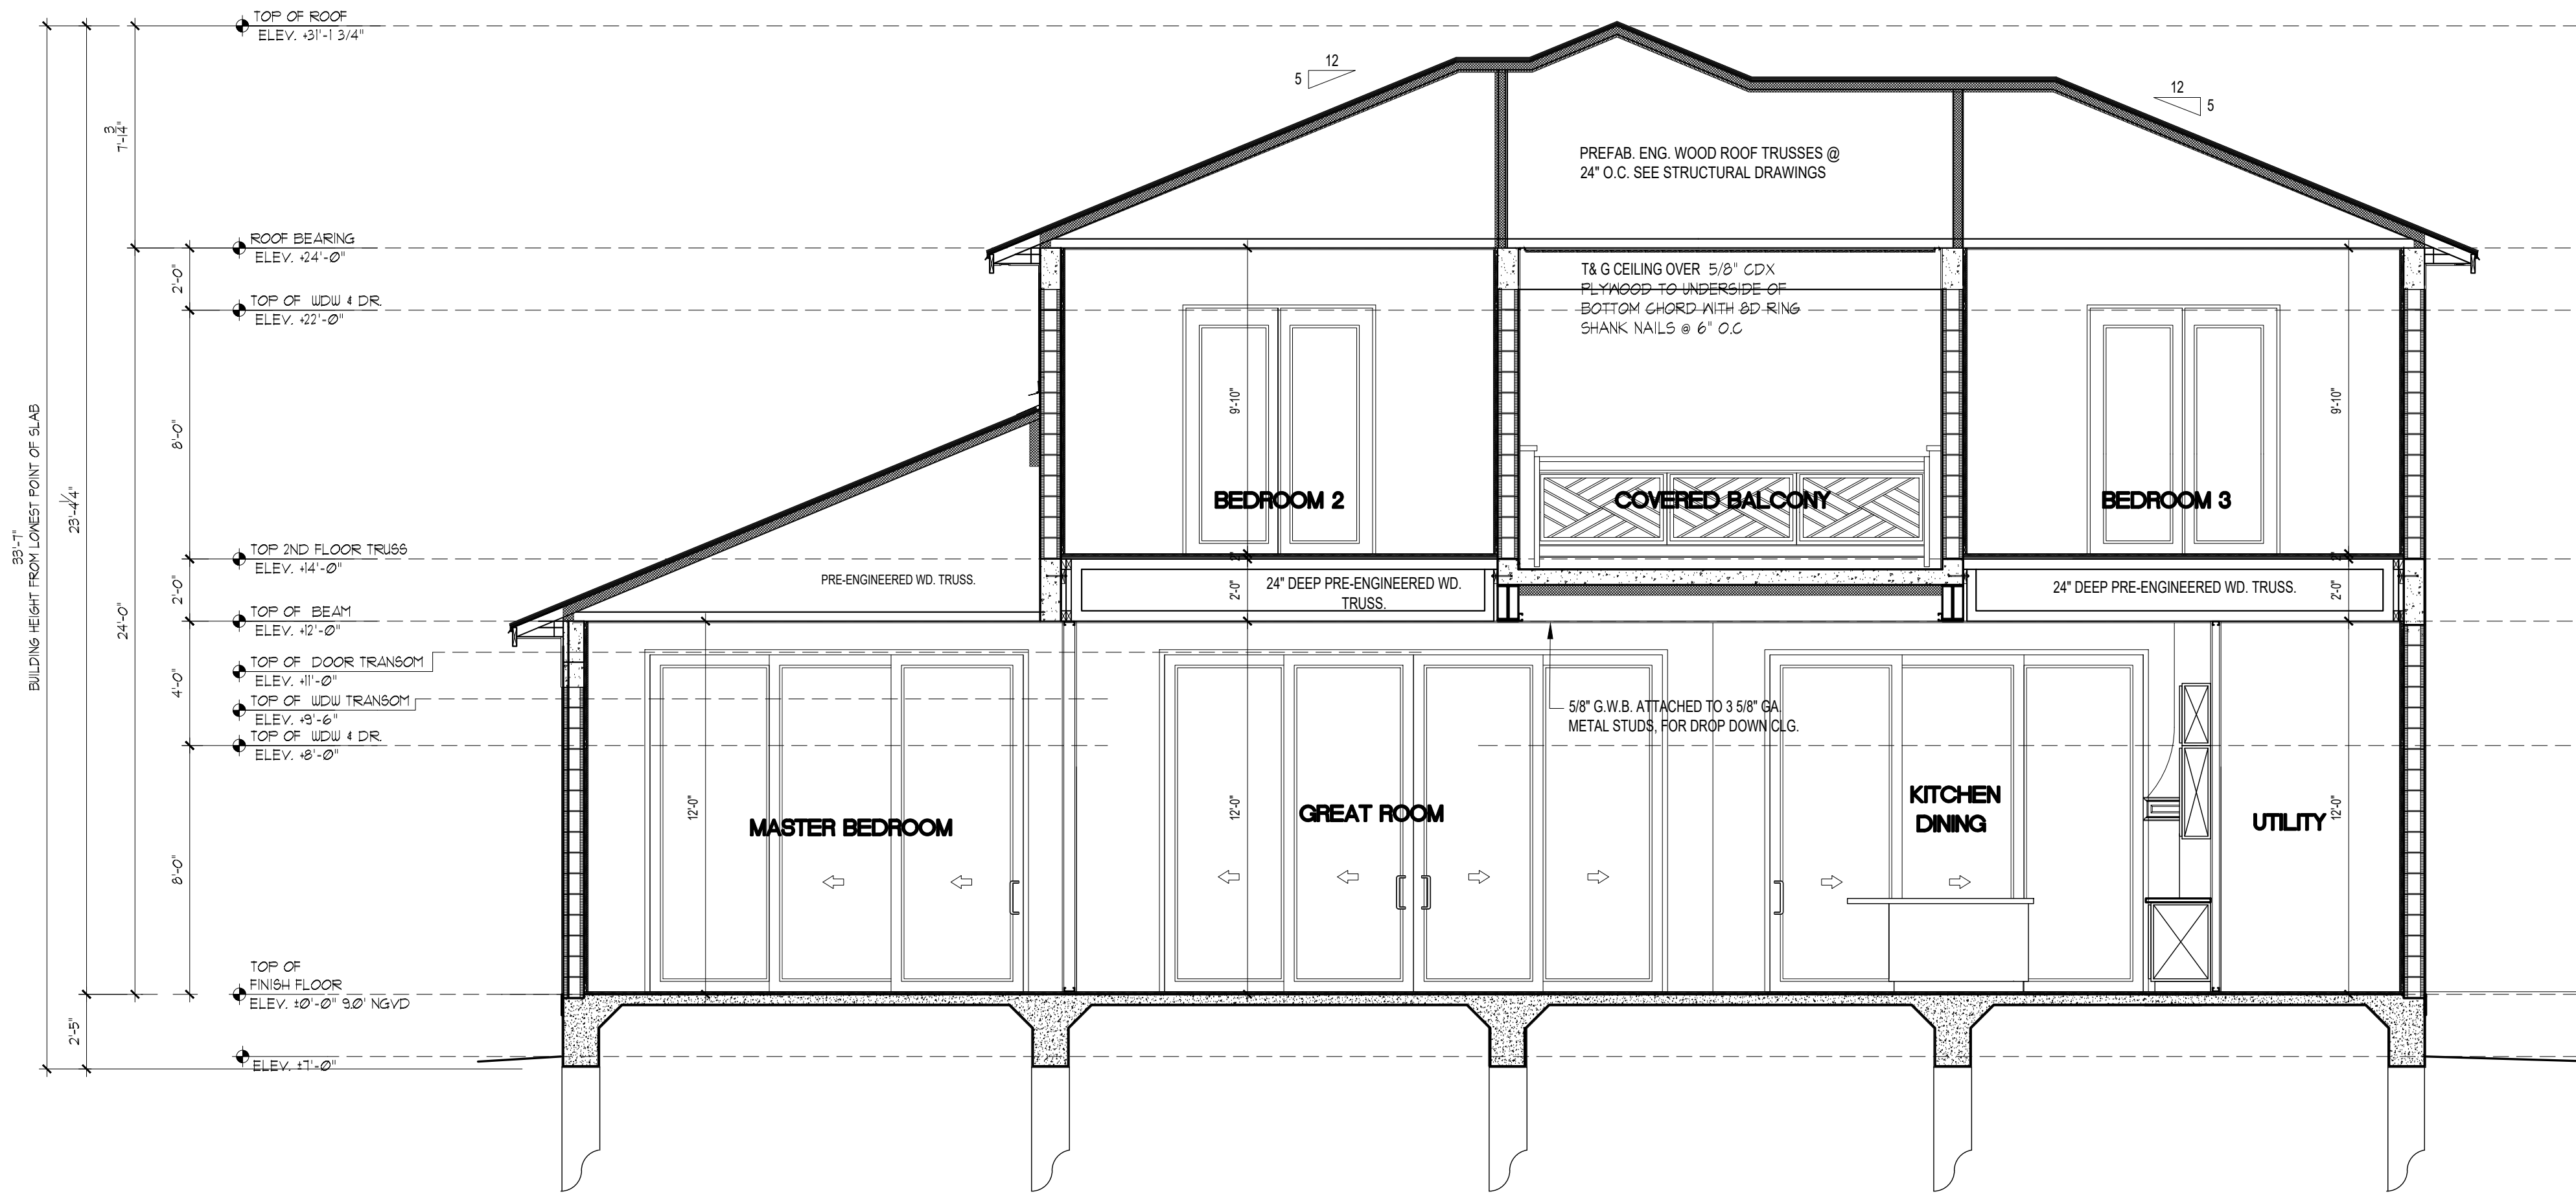 TOP OF ROOF
ELEV. +31'-1 3/4"
12
5
12
5
7'-1 3/4"
PREFAB. ENG. WOOD ROOF TRUSSES @
24" O.C. SEE STRUCTURAL DRAWINGS
ROOF BEARING
ELEV. +24'-0"
2'-0"
TOP OF WDW & DR.
ELEV. +22'-0"
T& G CEILING OVER 5/8" CDX
PLYWOOD TO UNDERSIDE OF
BOTTOM CHORD WITH 8D RING
SHANK NAILS @ 6" O.C
8'-0"
9'-10"
9'-10"
33'-7"
BUILDING HEIGHT FROM LOWEST POINT OF SLAB
23'-4 1/4"
24'-0"
BEDROOM 2
COVERED BALCONY
BEDROOM 3
TOP 2ND FLOOR TRUSS
ELEV. +14'-0"
2'-0"
PRE-ENGINEERED WD. TRUSS.
2'-0"
24" DEEP PRE-ENGINEERED WD.
TRUSS.
24" DEEP PRE-ENGINEERED WD. TRUSS.
2'-0"
TOP OF BEAM
ELEV. +12'-0"
TOP OF DOOR TRANSOM
ELEV. +11'-0"
4'-0"
TOP OF WDW TRANSOM
ELEV. +9'-6"
TOP OF WDW & DR.
ELEV. +8'-0"
5/8" G.W.B. ATTACHED TO 3 5/8" GA.
METAL STUDS, FOR DROP DOWN CLG.
8'-0"
12'-0"
MASTER BEDROOM
12'-0"
GREAT ROOM
KITCHEN
DINING
UTILITY
12'-0"
TOP OF
FINISH FLOOR
ELEV. ±0'-0" 9.0' NGVD
2'-5"
ELEV. ±7'-0"